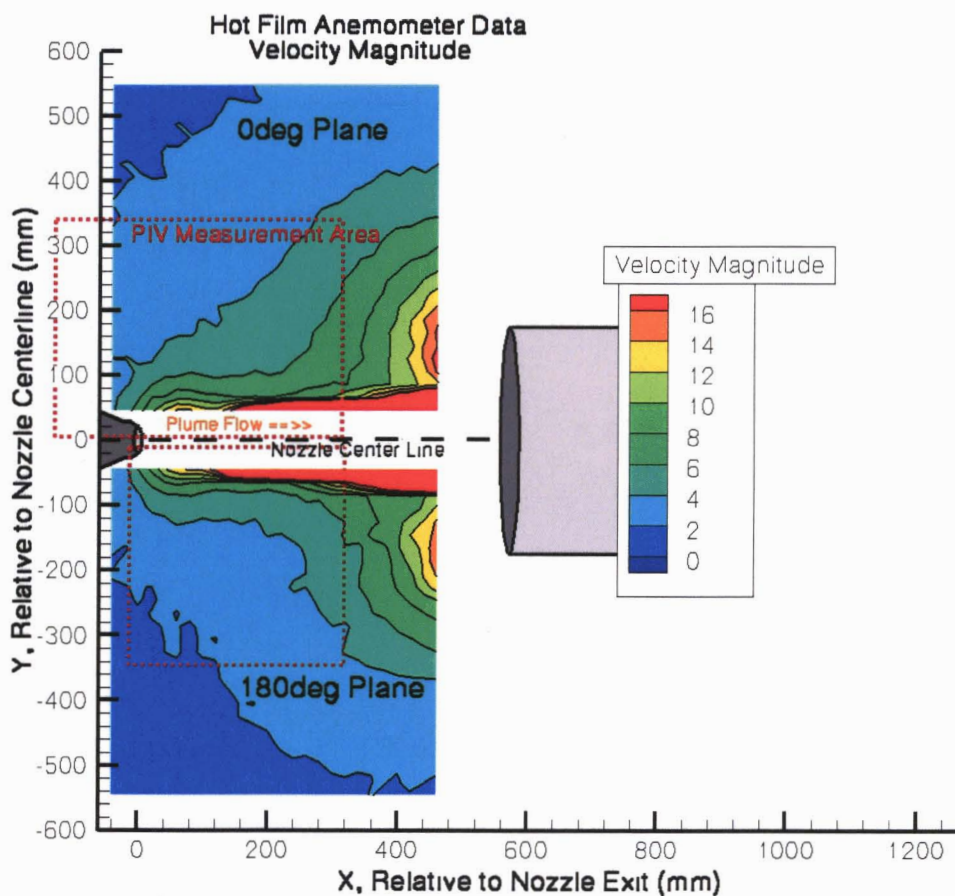 Hot Film Anemometer Data
Velocity Magnitude
600
500
400
300
200
100
0
-100
-200
-300
-400
-500
-600
Y, Relative to Nozzle Centerline (mm)
0deg Plane
PIV Measurement Area
Plume Flow ==>>
Nozzle Center Line
180deg Plane
Velocity Magnitude
16
14
12
10
8
6
4
2
0
0
200
400
600
800
1000
1200
X, Relative to Nozzle Exit (mm)